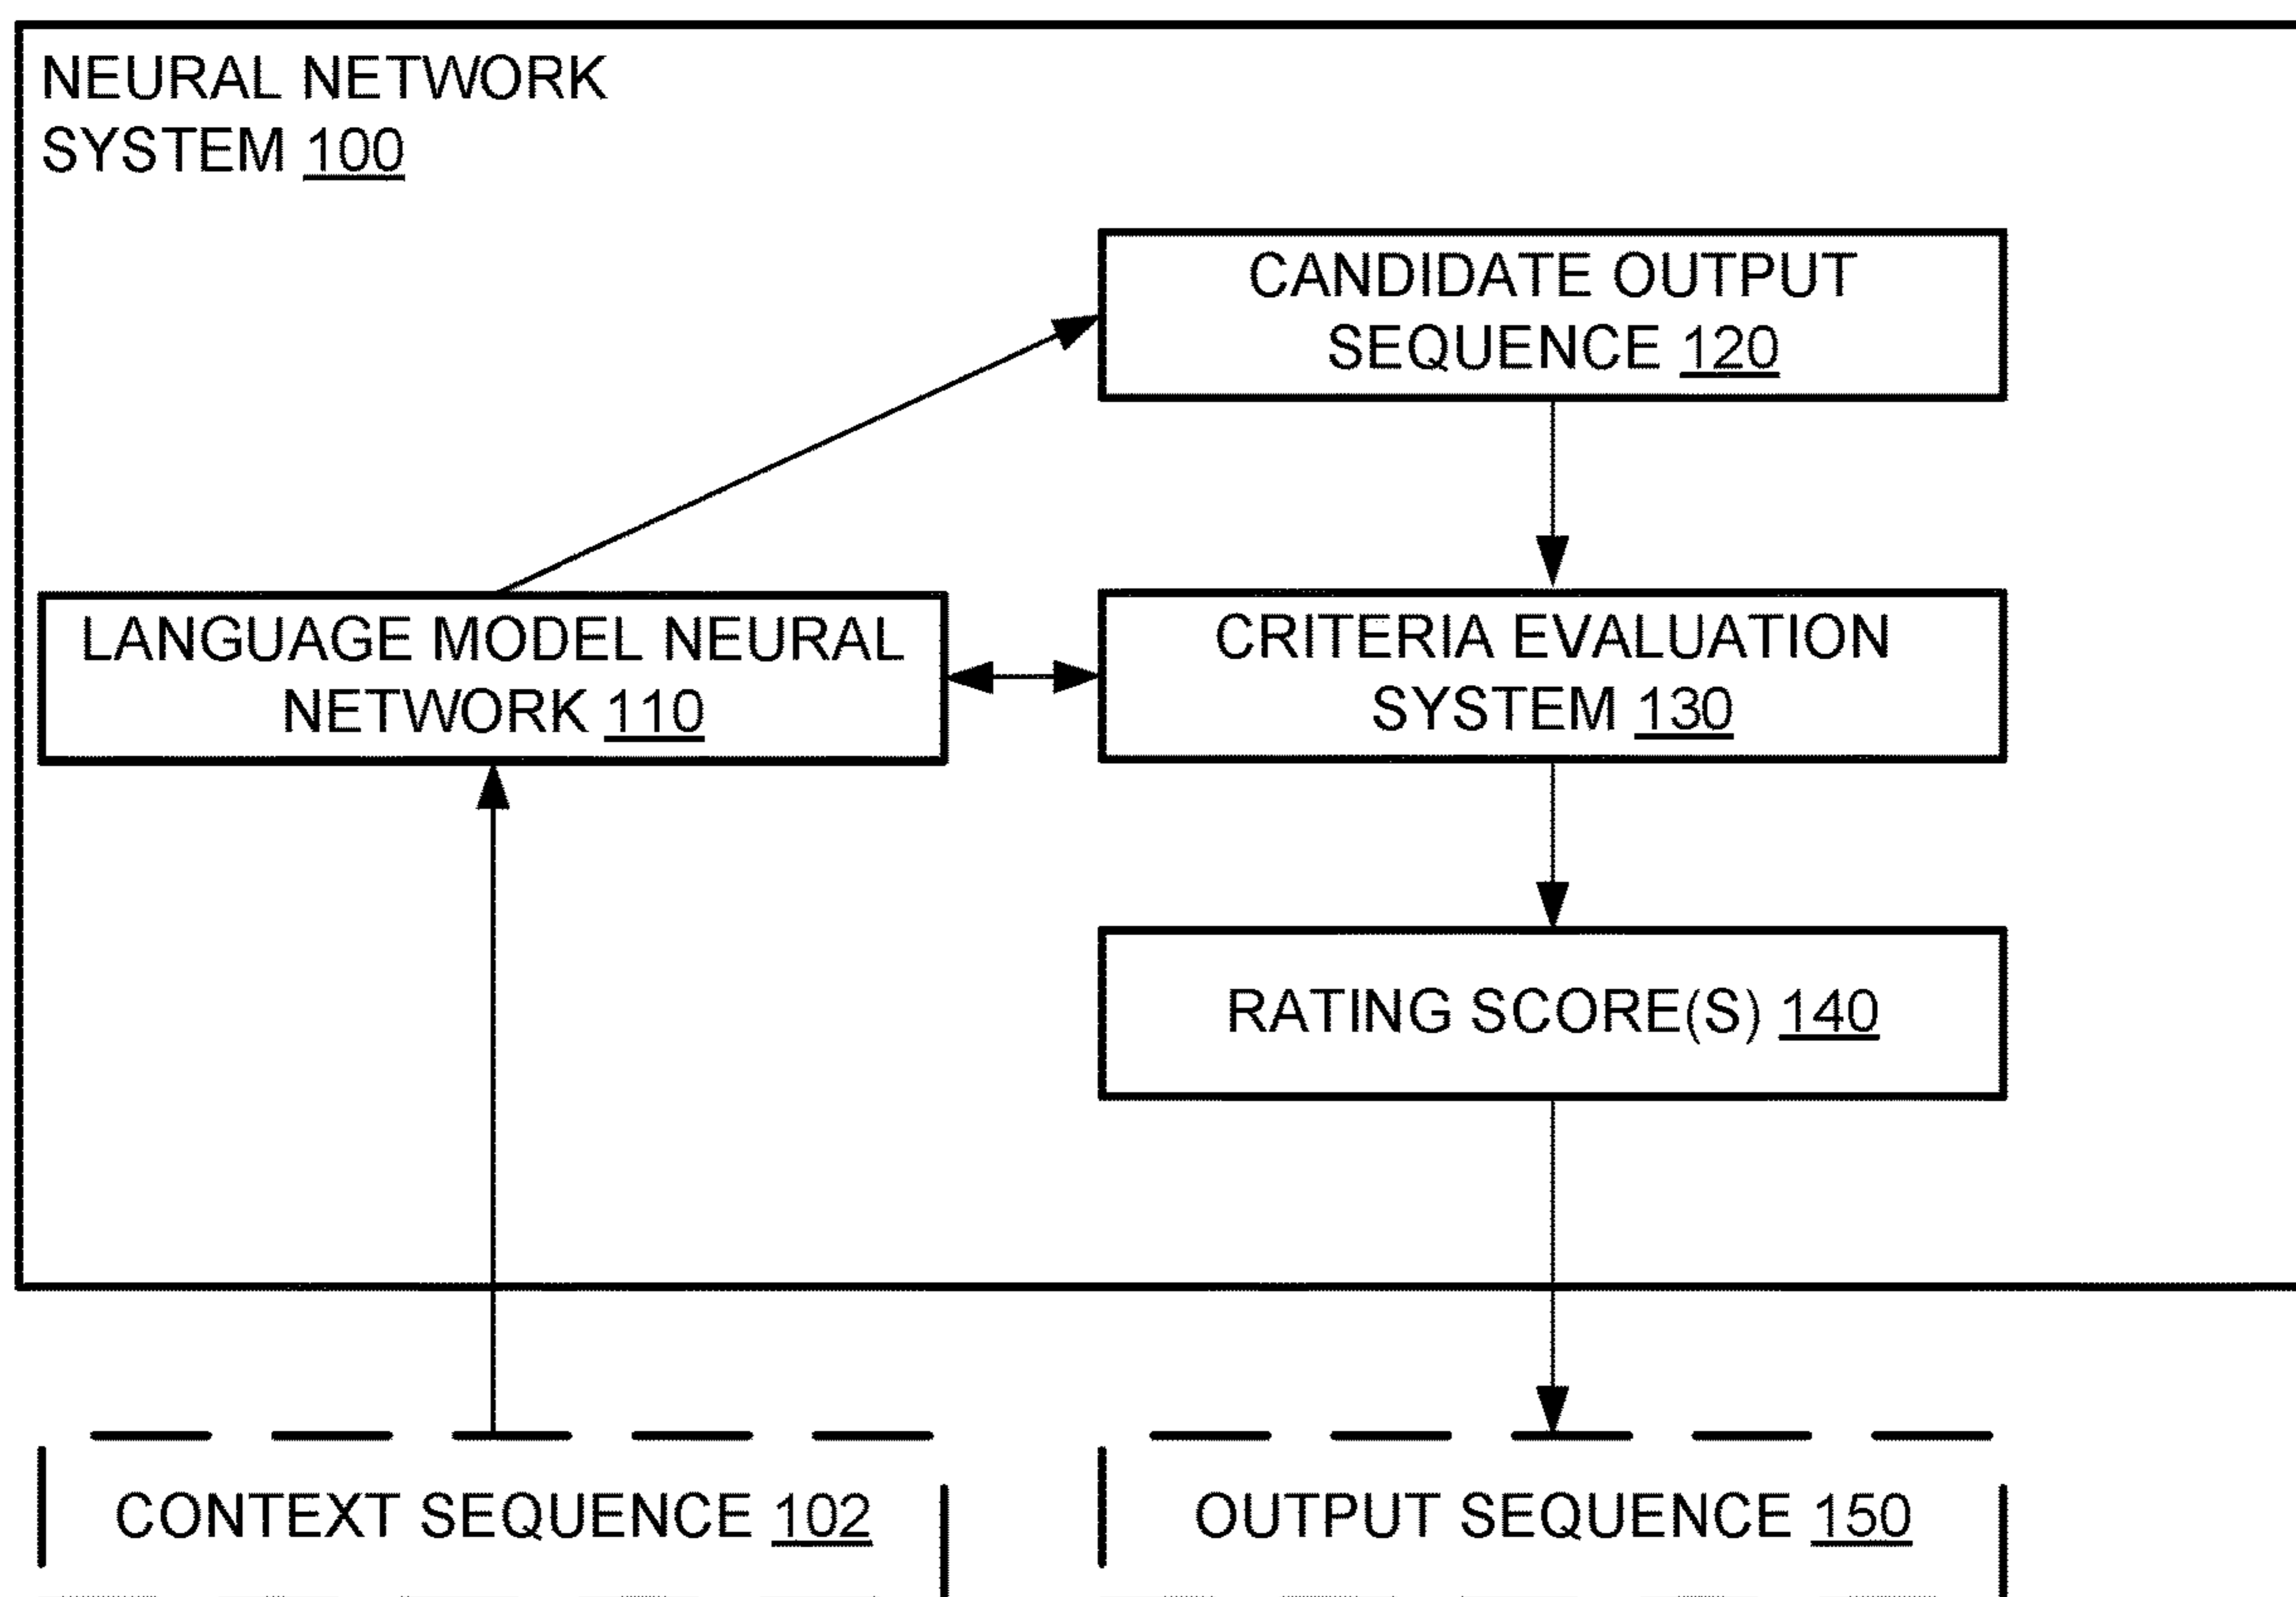 NEURAL NETWORK
SYSTEM 100
CANDIDATE OUTPUT
SEQUENCE 120
LANGUAGE MODEL NEURAL
NETWORK 110
CRITERIA EVALUATION
SYSTEM 130
RATING SCORE(S) 140
CONTEXT SEQUENCE 102
OUTPUT SEQUENCE 150